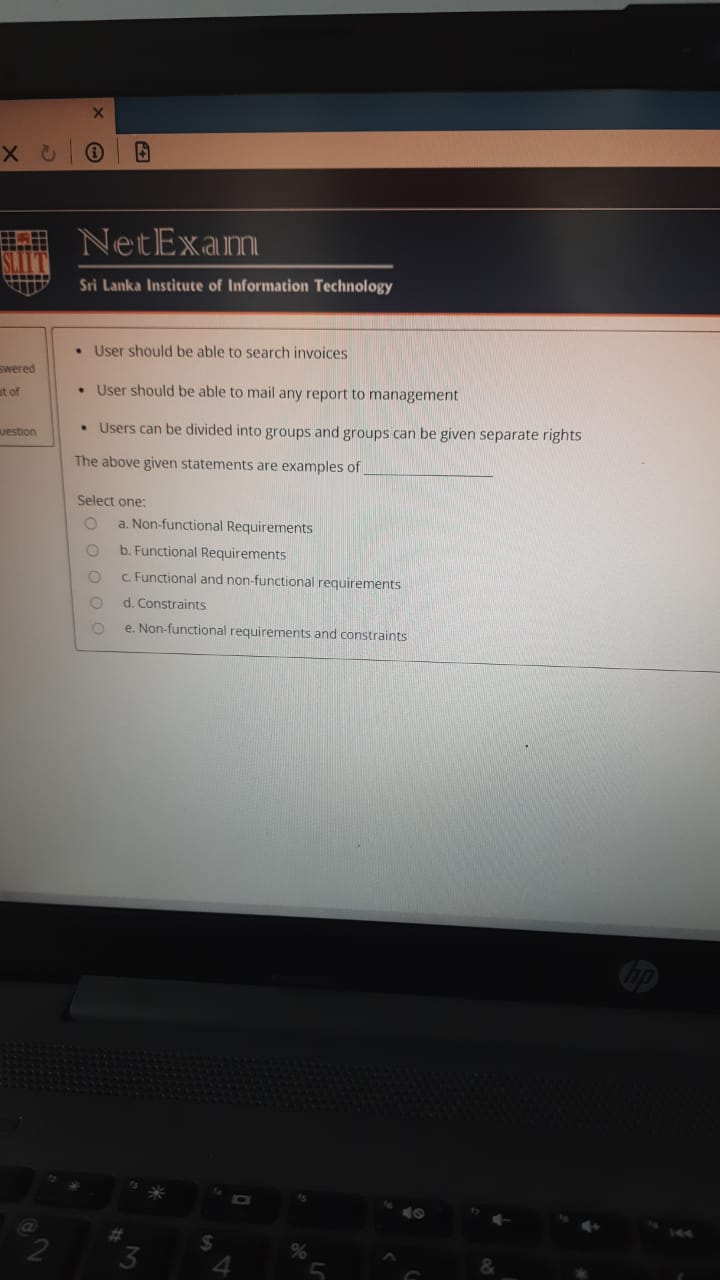 SLIIT
NetExam
Sri Lanka Institute of Information Technology
swered
ut of
uestion
• User should be able to search invoices
• User should be able to mail any report to management
• Users can be divided into groups and groups can be given separate rights
The above given statements are examples of ____________
Select one:
a. Non-functional Requirements
b. Functional Requirements
c. Functional and non-functional requirements
d. Constraints
e. Non-functional requirements and constraints
hp
@ # $ % ^ & *
2 3 4 5